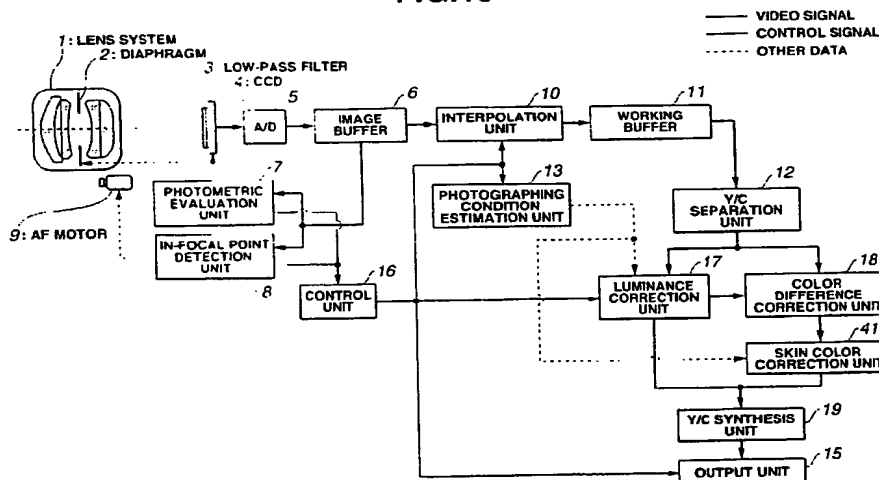 VIDEO SIGNAL
CONTROL SIGNAL
OTHER DATA
1: LENS SYSTEM
2: DIAPHRAGM
3 LOW-PASS FILTER
4: CCD
5
A/D
6
IMAGE
BUFFER
10
INTERPOLATION
UNIT
11
WORKING
BUFFER
7
PHOTOMETRIC
EVALUATION
UNIT
9: AF MOTOR
IN-FOCAL POINT
DETECTION
UNIT
8
13
PHOTOGRAPHING
CONDITION
ESTIMATION UNIT
12
Y/C
SEPARATION
UNIT
16
CONTROL
UNIT
17
LUMINANCE
CORRECTION
UNIT
18
COLOR
DIFFERENCE
CORRECTION UNIT
41
SKIN COLOR
CORRECTION UNIT
19
Y/C SYNTHESIS
UNIT
15
OUTPUT UNIT